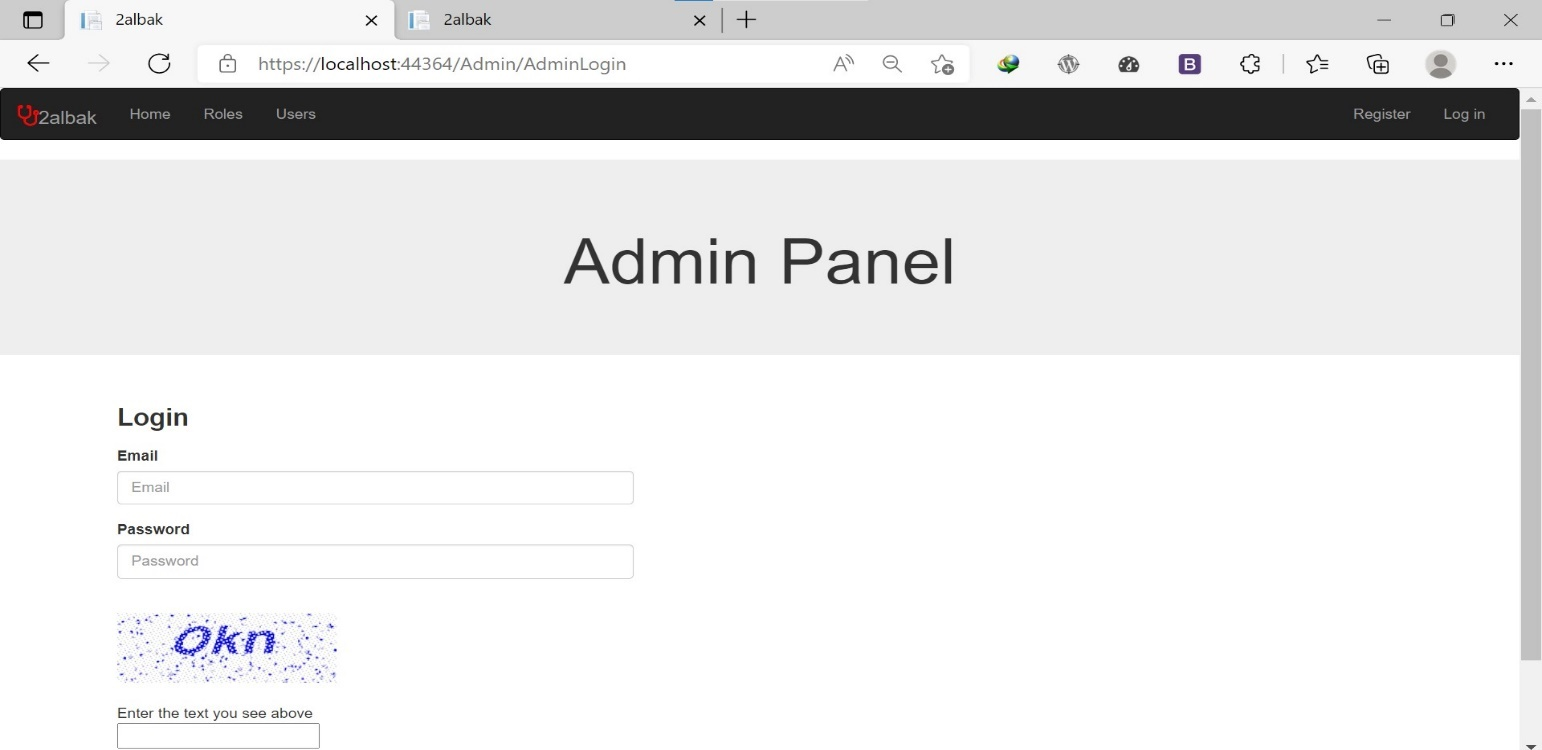 2albak
2albak
https://localhost:44364/Admin/AdminLogin
2albak Home Roles Users Register Log in
Admin Panel
Login
Email
Email
Password
Password
Okn
Enter the text you see above